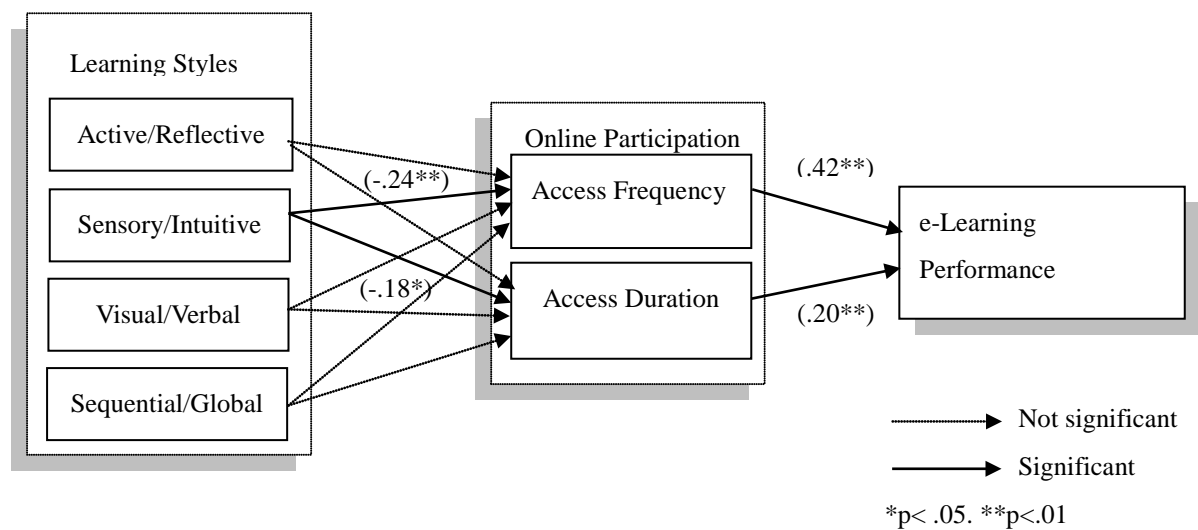 Learning Styles
Active/Reflective
Sensory/Intuitive
Visual/Verbal
Sequential/Global
(-.24**)
(-.18*)
Online Participation
Access Frequency
Access Duration
(.42**)
(.20**)
e-Learning
Performance
Not significant
Significant
*p< .05. **p<.01